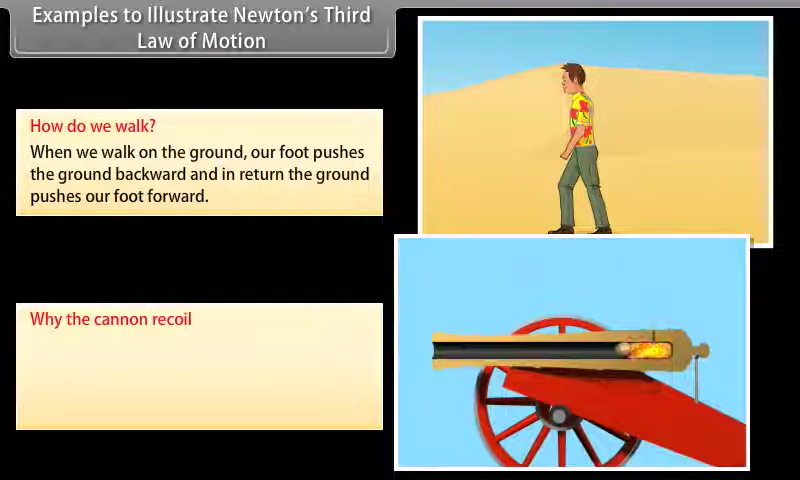 Examples to Illustrate Newton's Third
Law of Motion
How do we walk?
When we walk on the ground, our foot pushes
the ground backward and in return the ground
pushes our foot forward.
Why the cannon recoil